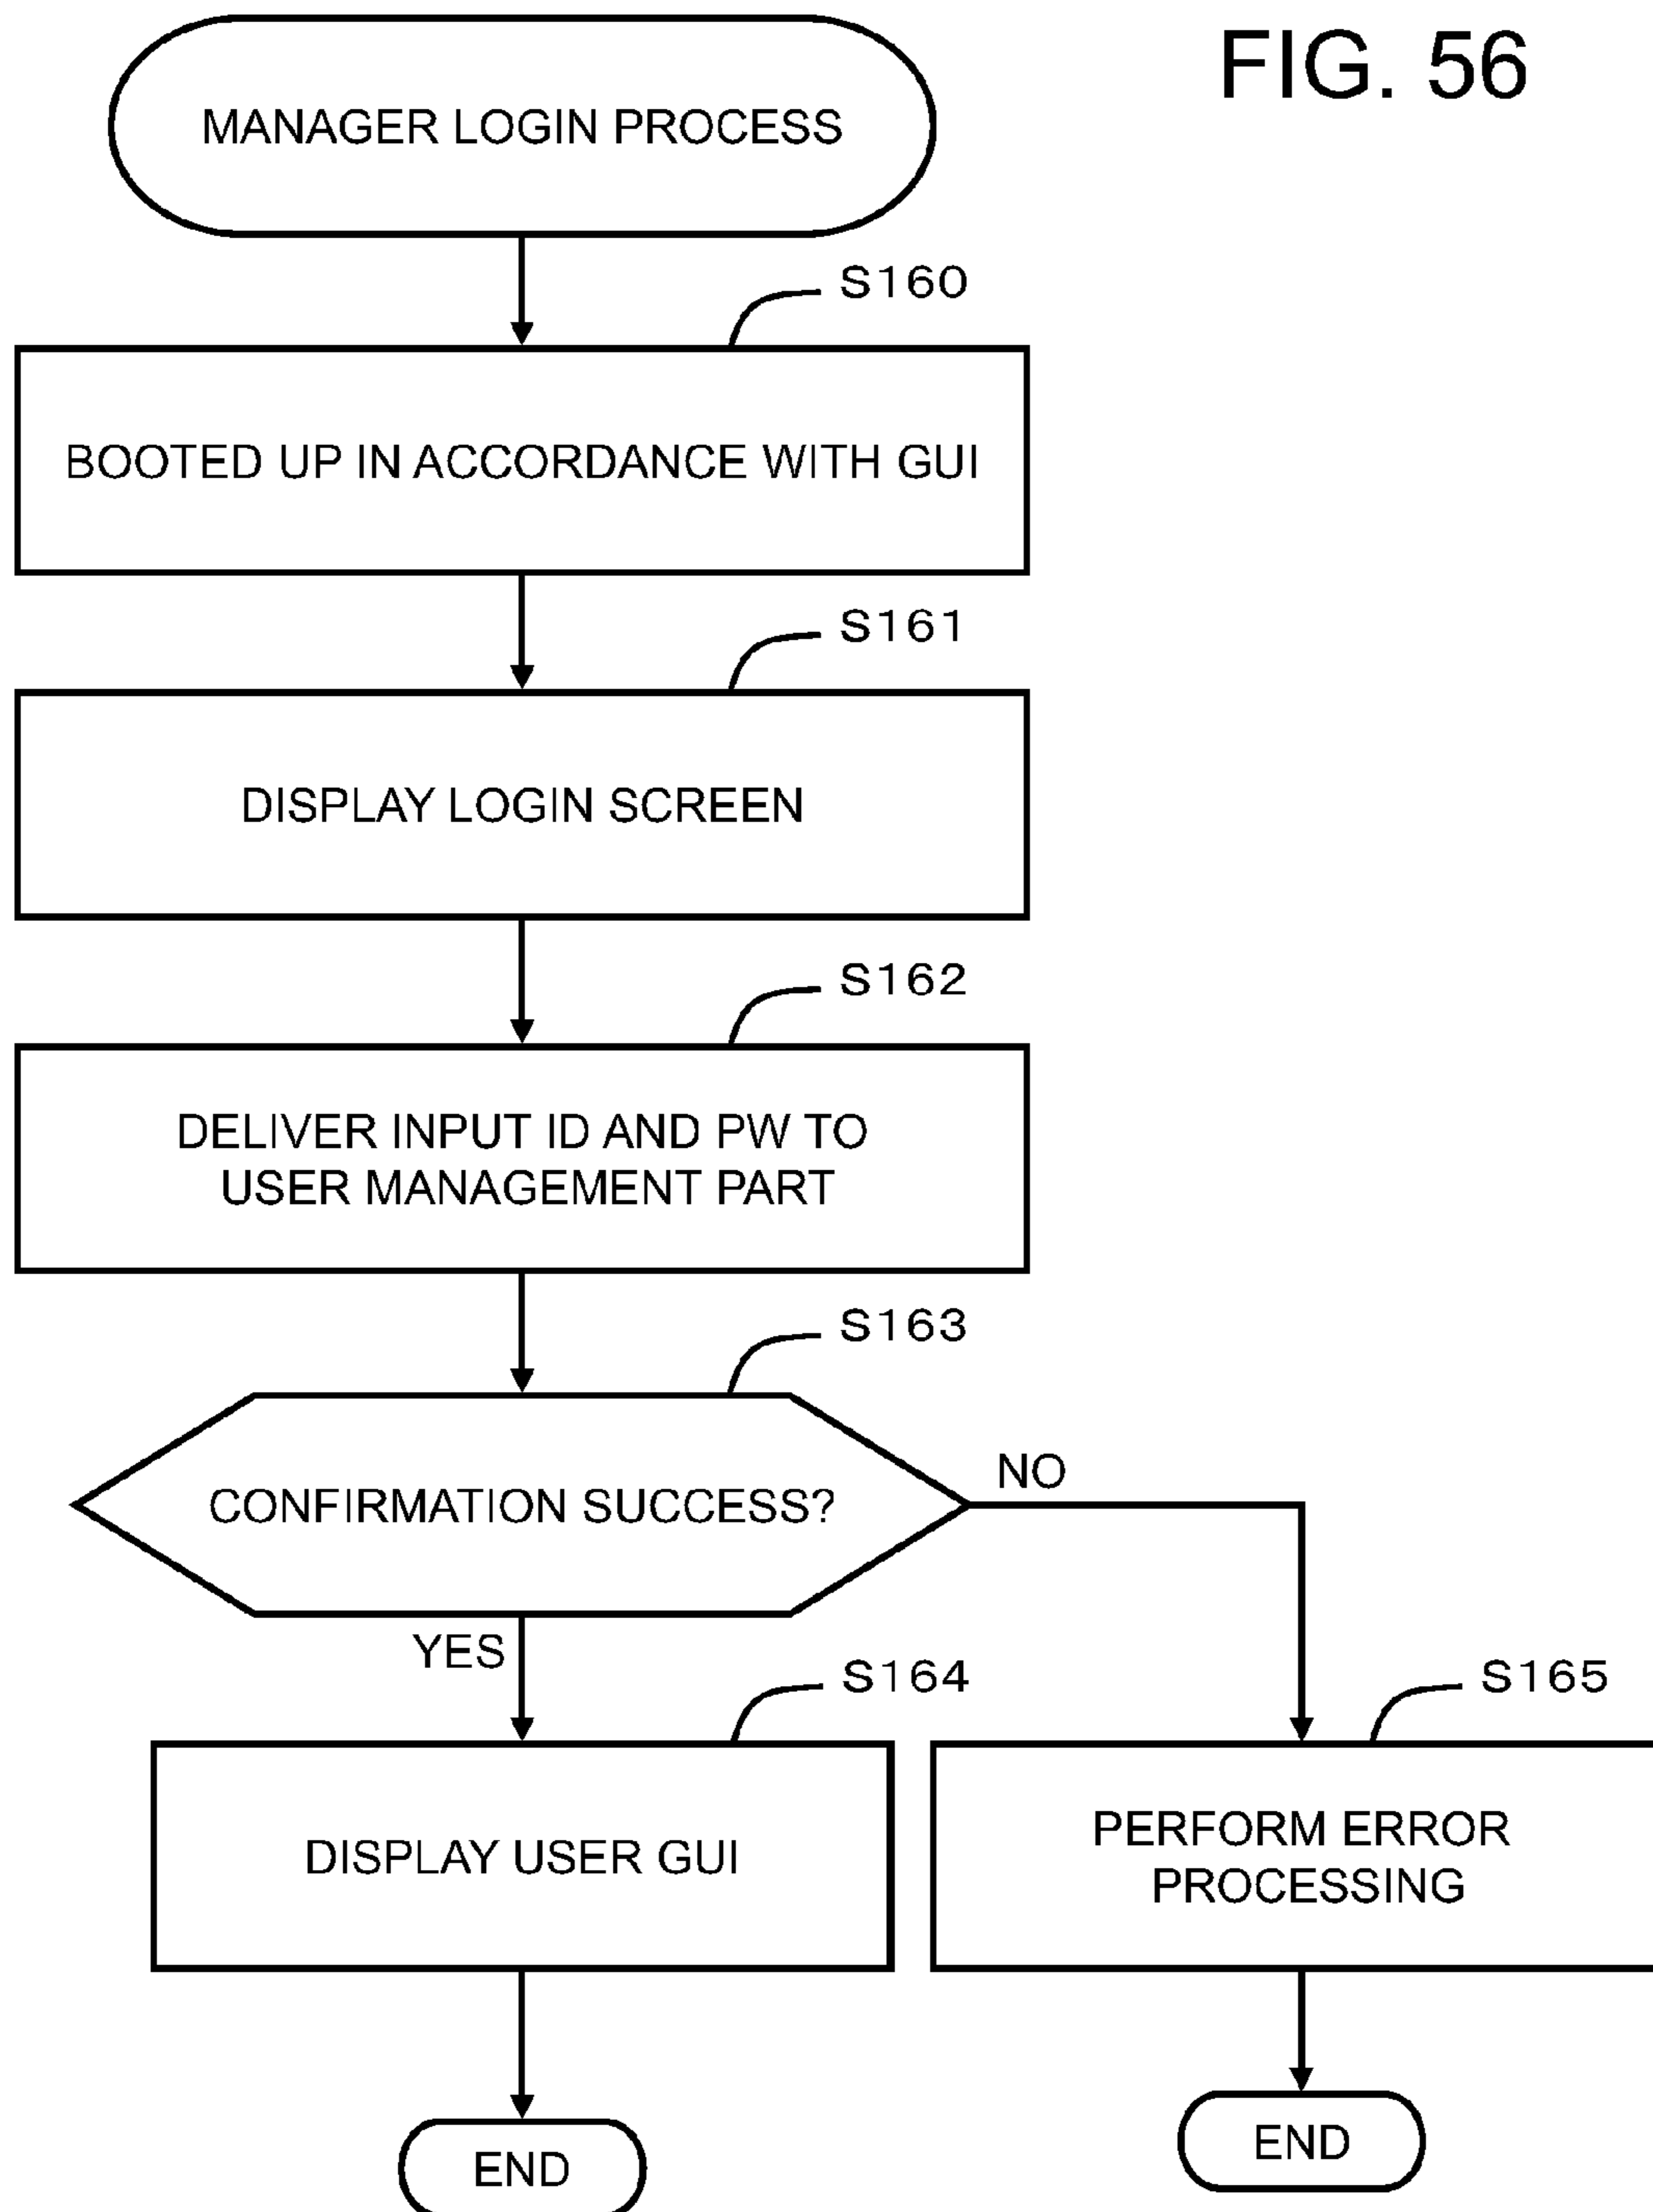 FIG. 56
MANAGER LOGIN PROCESS
S160
BOOTED UP IN ACCORDANCE WITH GUI
S161
DISPLAY LOGIN SCREEN
S162
DELIVER INPUT ID AND PW TO
USER MANAGEMENT PART
S163
CONFIRMATION SUCCESS?
NO
YES
S164
S165
DISPLAY USER GUI
PERFORM ERROR
PROCESSING
END
END